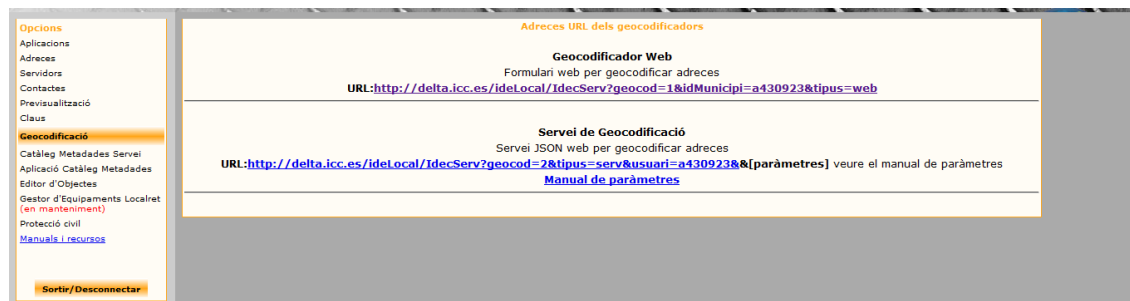 Opcions
Aplicacions
Adreces
Servidors
Contactes
Previsualització
Claus
Geocodificació
Catàleg Metadades Servei
Aplicació Catàleg Metadades
Editor d'Objectes
Gestor d'Equipaments Localret
(en manteniment)
Protecció civil
Manuals i recursos
Sortir/Desconnectar
Adreces URL dels geocodificadors
Geocodificador Web
Formulari web per geocodificar adreces
URL:http://delta.icc.es/ideLocal/IdecServ?geocod=1&idMunicipi=a430923&tipus=web
Servei de Geocodificació
Servei JSON web per geocodificar adreces
URL:http://delta.icc.es/ideLocal/IdecServ?geocod=2&tipus=serv&usuari=a430923&&[paràmetres] veure el manual de paràmetres
Manual de paràmetres